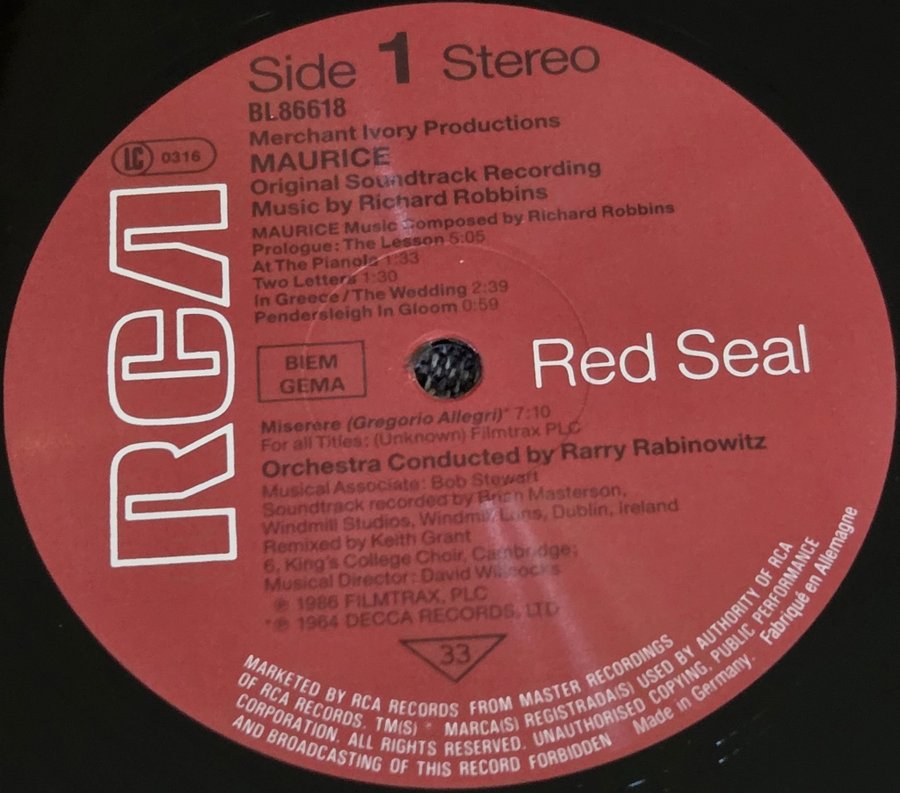 Side 1 Stereo
BL86618
Merchant Ivory Productions
LC 0316
MAURICE
Original Soundtrack Recording
Music by Richard Robbins
MAURICE Music Composed by Richard Robbins
Prologue: The Lesson 5:05
At The Pianola 1:33
Two Letters 1:30
In Greece/The Wedding 2:39
Pendersleigh In Gloom 0:59
RCA
BIEM
GEMA
Red Seal
Miserere (Gregorio Allegri)* 7:10
For all Titles: (Unknown) Filmtrax PLC
Orchestra Conducted by Rarry Rabinowitz
Musical Associate: Bob Stewart
Soundtrack recorded by Brian Masterson,
Windmill Studios, Windmill Lans, Dublin, Ireland
Remixed by Keith Grant
6, King's College Choir, Cambridge;
Musical Director: David Willcocks
℗ 1986 FILMTRAX, PLC
*℗ 1964 DECCA RECORDS, LTD
33
MARKETED BY RCA RECORDS FROM MASTER RECORDINGS
OF RCA RECORDS. TM(S) ® MARCA(S) REGISTRADA(S) USED BY AUTHORITY OF RCA
CORPORATION. ALL RIGHTS RESERVED. UNAUTHORISED COPYING, PUBLIC PERFORMANCE
AND BROADCASTING OF THIS RECORD FORBIDDEN Made in Germany. Fabriqué en Allemagne